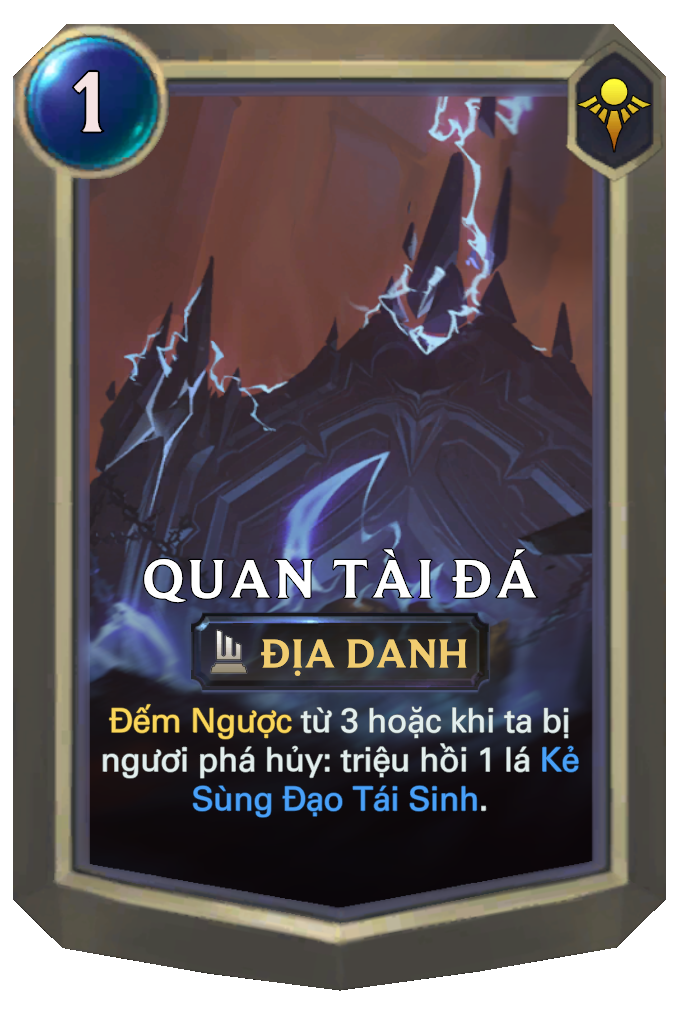 1
QUAN TÀI ĐÁ
ĐỊA DANH
Đếm Ngược từ 3 hoặc khi ta bị
ngươi phá hủy: triệu hồi 1 lá Kẻ
Sùng Đạo Tái Sinh.